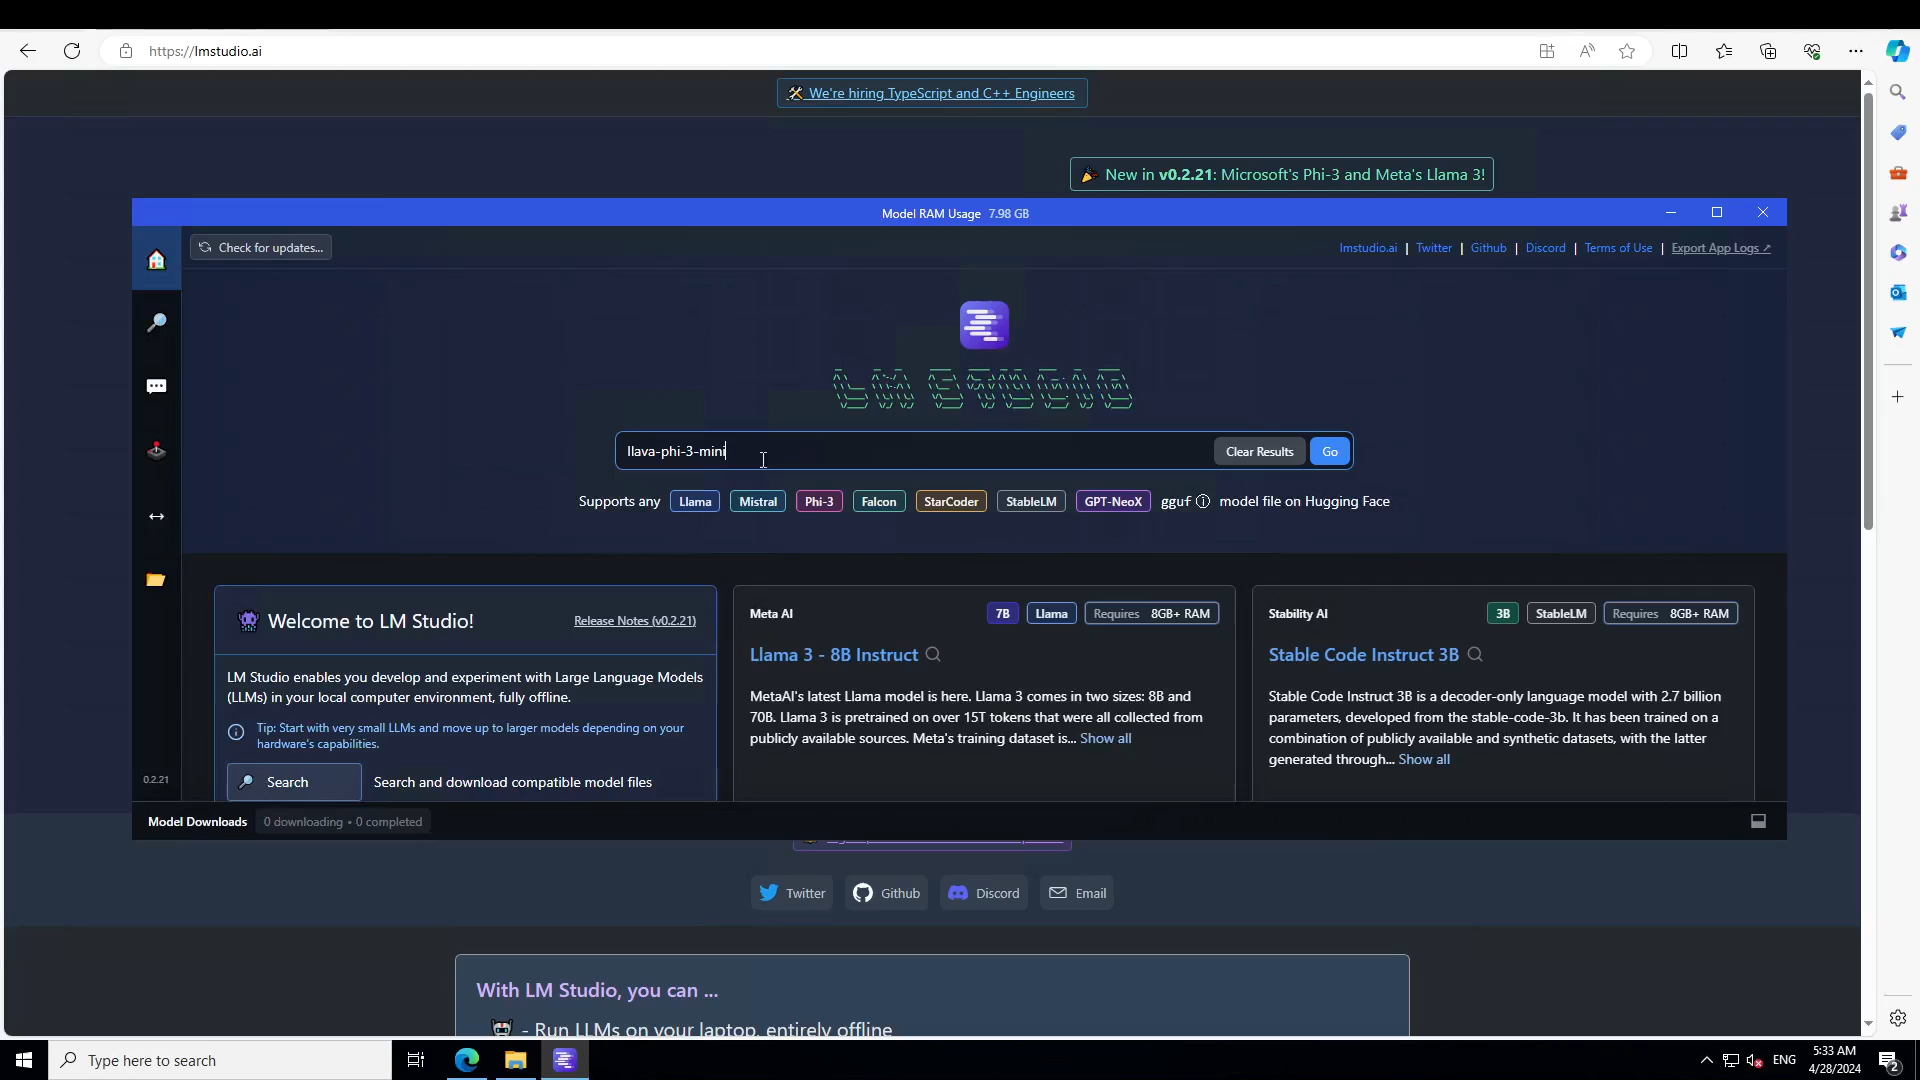 https://lmstudio.ai
🛠 We're hiring TypeScript and C++ Engineers
🎉 New in v0.2.21: Microsoft's Phi-3 and Meta's Llama 3!
Model RAM Usage 7.98 GB
Check for updates...
lmstudio.ai | Twitter | Github | Discord | Terms of Use | Export App Logs ↗
LM STUDIO
llava-phi-3-mini
Clear Results
Go
Supports any Llama Mistral Phi-3 Falcon StarCoder StableLM GPT-NeoX gguf ⓘ model file on Hugging Face
Welcome to LM Studio!
Release Notes (v0.2.21)
LM Studio enables you develop and experiment with Large Language Models
(LLMs) in your local computer environment, fully offline.
Tip: Start with very small LLMs and move up to larger models depending on your
hardware's capabilities.
Search
Search and download compatible model files
Meta AI
7B Llama Requires 8GB+ RAM
Llama 3 - 8B Instruct
MetaAI's latest Llama model is here. Llama 3 comes in two sizes: 8B and
70B. Llama 3 is pretrained on over 15T tokens that were all collected from
publicly available sources. Meta's training dataset is... Show all
Stability AI
3B StableLM Requires 8GB+ RAM
Stable Code Instruct 3B
Stable Code Instruct 3B is a decoder-only language model with 2.7 billion
parameters, developed from the stable-code-3b. It has been trained on a
combination of publicly available and synthetic datasets, with the latter
generated through... Show all
0.2.21
Model Downloads 0 downloading • 0 completed
Twitter
Github
Discord
Email
With LM Studio, you can ...
🤖 - Run LLMs on your laptop, entirely offline
Type here to search
ENG
5:33 AM
4/28/2024
2